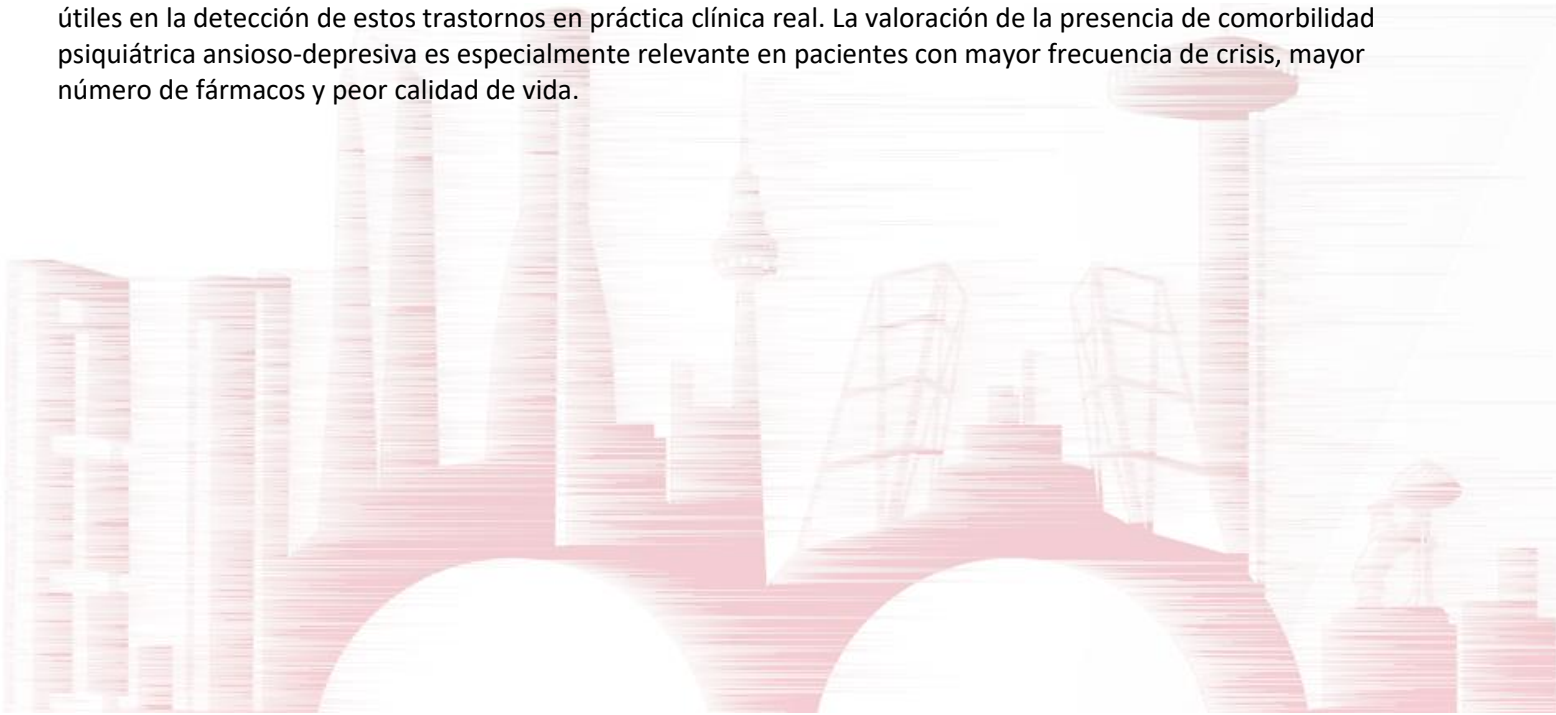 útiles en la detección de estos trastornos en práctica clínica real. La valoración de la presencia de comorbilidad
psiquiátrica ansioso-depresiva es especialmente relevante en pacientes con mayor frecuencia de crisis, mayor
número de fármacos y peor calidad de vida.